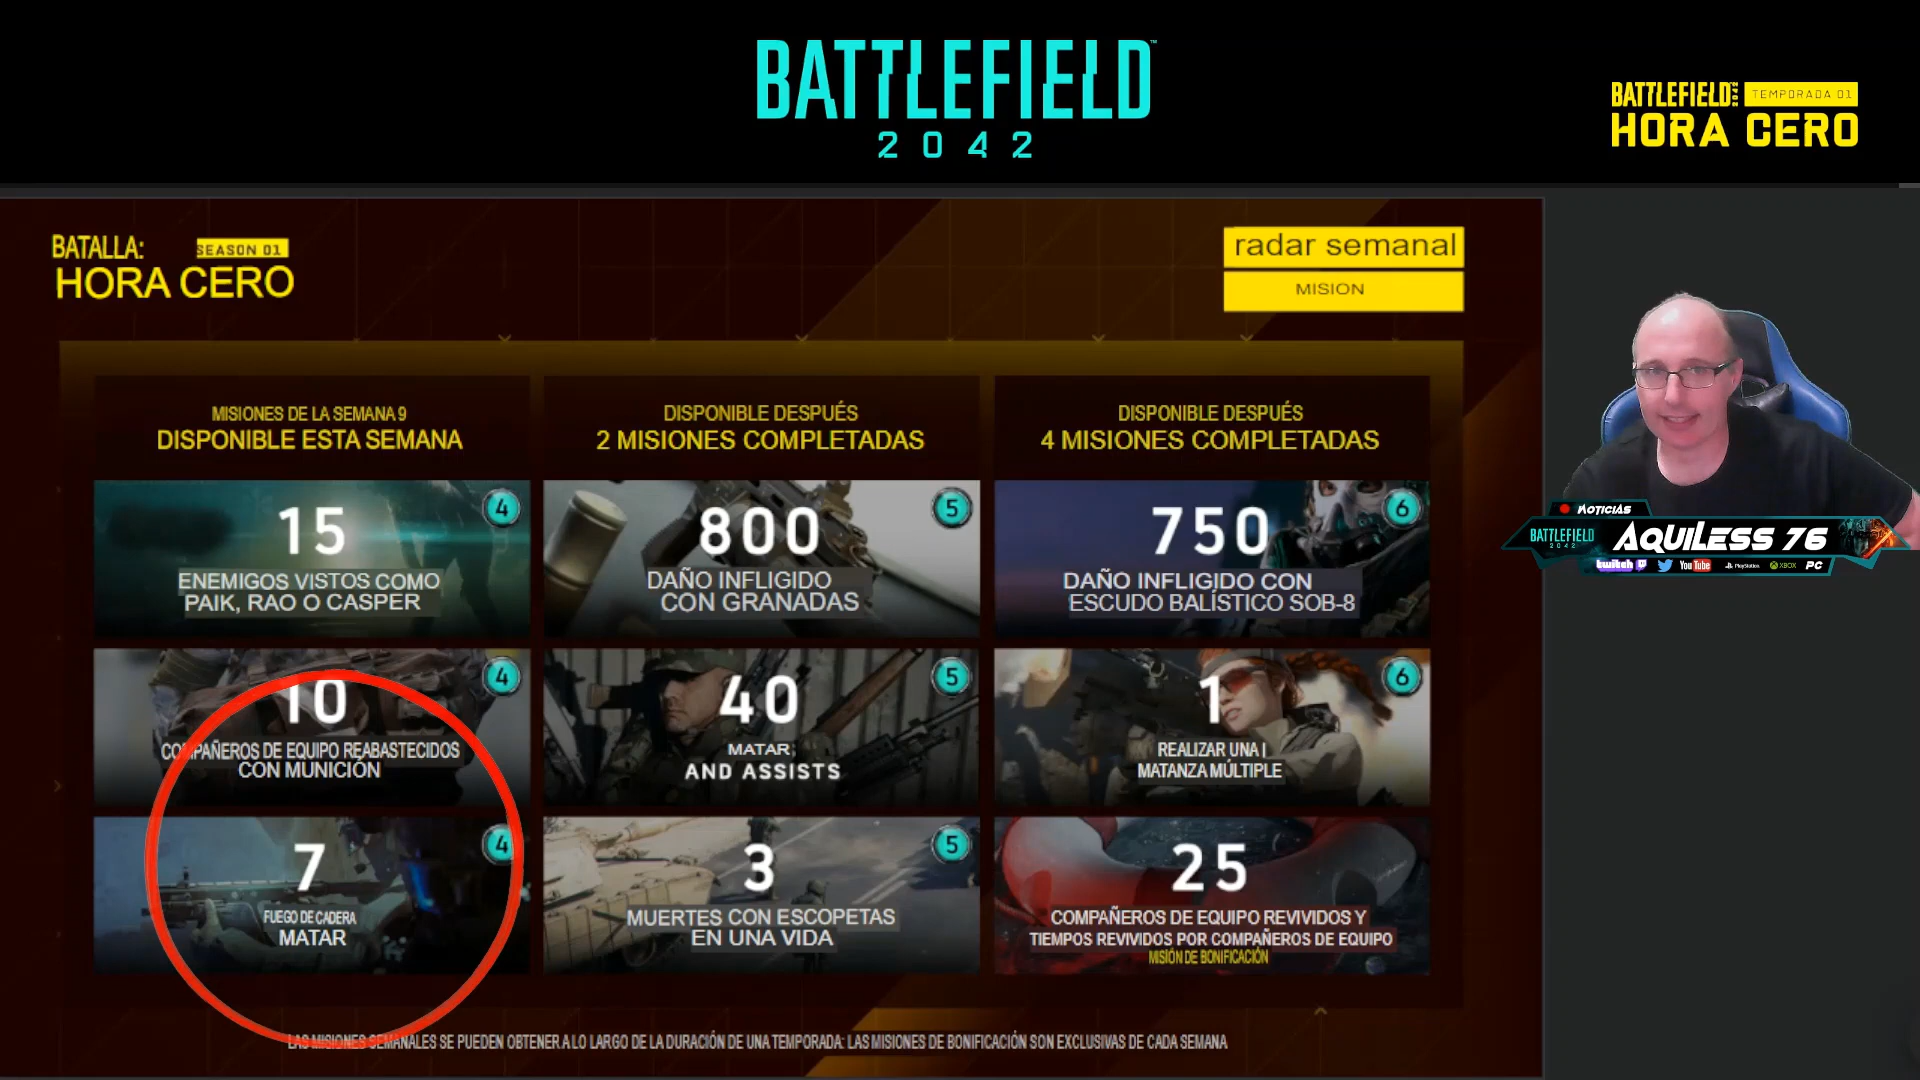 BATTLEFIELD
2042
BATTLEFIELD 2042 TEMPORADA 01
HORA CERO
BATALLA: SEASON 01
HORA CERO
radar semanal
MISION
MISIONES DE LA SEMANA 9
DISPONIBLE ESTA SEMANA
DISPONIBLE DESPUÉS
2 MISIONES COMPLETADAS
DISPONIBLE DESPUÉS
4 MISIONES COMPLETADAS
4
15
ENEMIGOS VISTOS COMO
PAIK, RAO O CASPER
5
800
DAÑO INFLIGIDO
CON GRANADAS
6
750
DAÑO INFLIGIDO CON
ESCUDO BALÍSTICO SOB-8
4
10
COMPAÑEROS DE EQUIPO REABASTECIDOS
CON MUNICIÓN
5
40
MATAR
AND ASSISTS
6
1
REALIZAR UNA
MATANZA MÚLTIPLE
4
7
FUEGO DE CADERA
MATAR
5
3
MUERTES CON ESCOPETAS
EN UNA VIDA
25
COMPAÑEROS DE EQUIPO REVIVIDOS Y
TIEMPOS REVIVIDOS POR COMPAÑEROS DE EQUIPO
MISIÓN DE BONIFICACIÓN
LAS MISIONES SEMANALES SE PUEDEN OBTENER A LO LARGO DE LA DURACIÓN DE UNA TEMPORADA: LAS MISIONES DE BONIFICACIÓN SON EXCLUSIVAS DE CADA SEMANA
NOTICIAS
BATTLEFIELD
2042
AQUILESS 76
twitch YouTube PlayStation XBOX PC